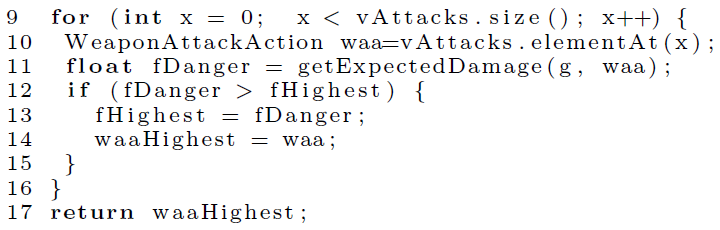 9 for (int x = 0; x < vAttacks.size(); x++) {
10 WeaponAttackAction waa=vAttacks.elementAt(x);
11 float fDanger = getExpectedDamage(g, waa);
12 if (fDanger > fHighest) {
13 fHighest = fDanger;
14 waaHighest = waa;
15 }
16 }
17 return waaHighest;